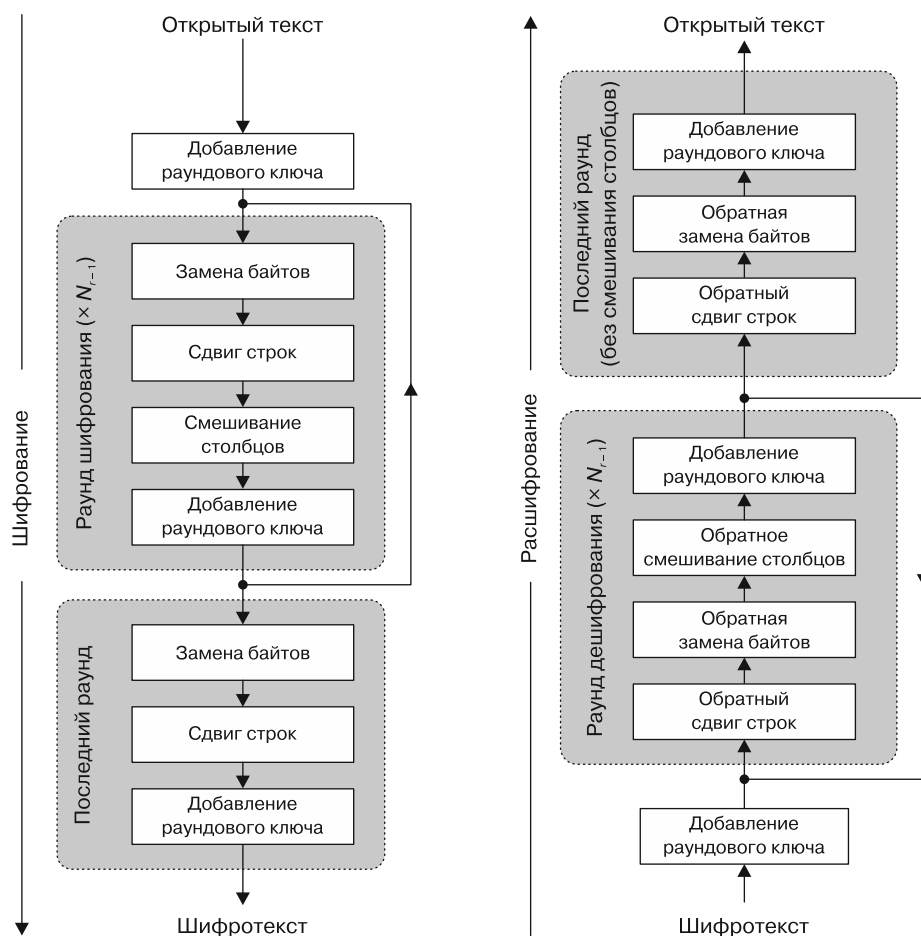 Открытый текст
Добавление
раундового ключа
Замена байтов
Сдвиг строк
Смешивание
столбцов
Добавление
раундового ключа
Раунд шифрования (× Nr−1)
Замена байтов
Сдвиг строк
Добавление
раундового ключа
Последний раунд
Шифротекст
Шифрование
Открытый текст
Добавление
раундового ключа
Обратная
замена байтов
Обратный
сдвиг строк
Последний раунд
(без смешивания столбцов)
Добавление
раундового ключа
Обратное
смешивание столбцов
Обратная
замена байтов
Обратный
сдвиг строк
Раунд дешифрования (× Nr−1)
Добавление
раундового ключа
Шифротекст
Расшифрование